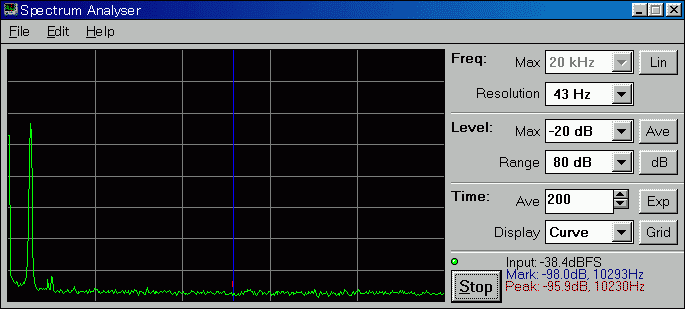 Spectrum Analyser
File Edit Help
Freq: Max 20 kHz Lin
Resolution 43 Hz
Level: Max -20 dB Ave
Range 80 dB dB
Time: Ave 200 Exp
Display Curve Grid
Input: -38.4dBFS
Mark: -98.0dB, 10293Hz
Stop Peak: -95.9dB, 10230Hz